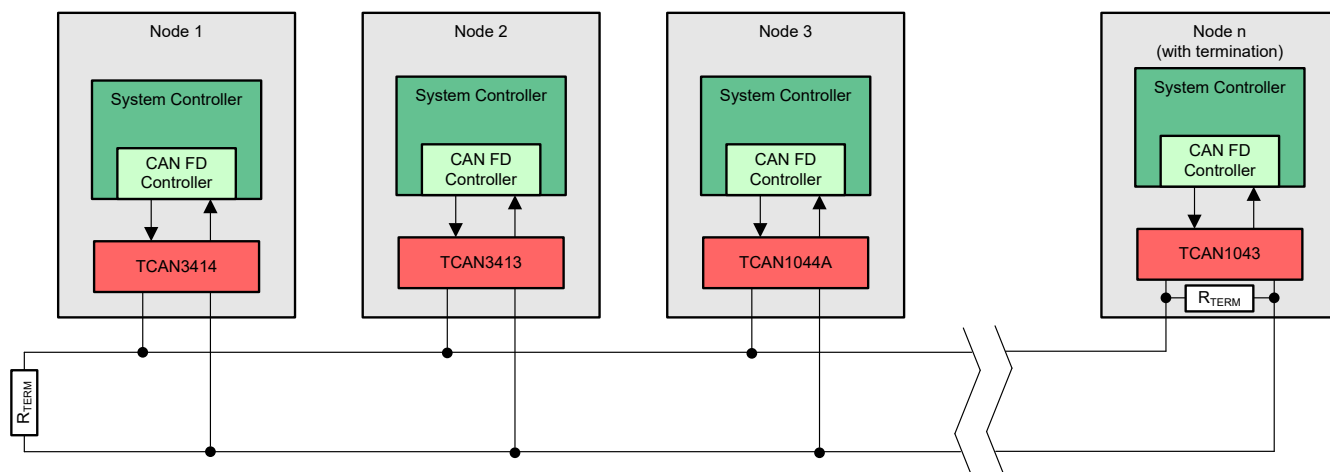 Node 1
System Controller
CAN FD
Controller
TCAN3414
Node 2
System Controller
CAN FD
Controller
TCAN3413
Node 3
System Controller
CAN FD
Controller
TCAN1044A
Node n
(with termination)
System Controller
CAN FD
Controller
TCAN1043
RTERM
RTERM